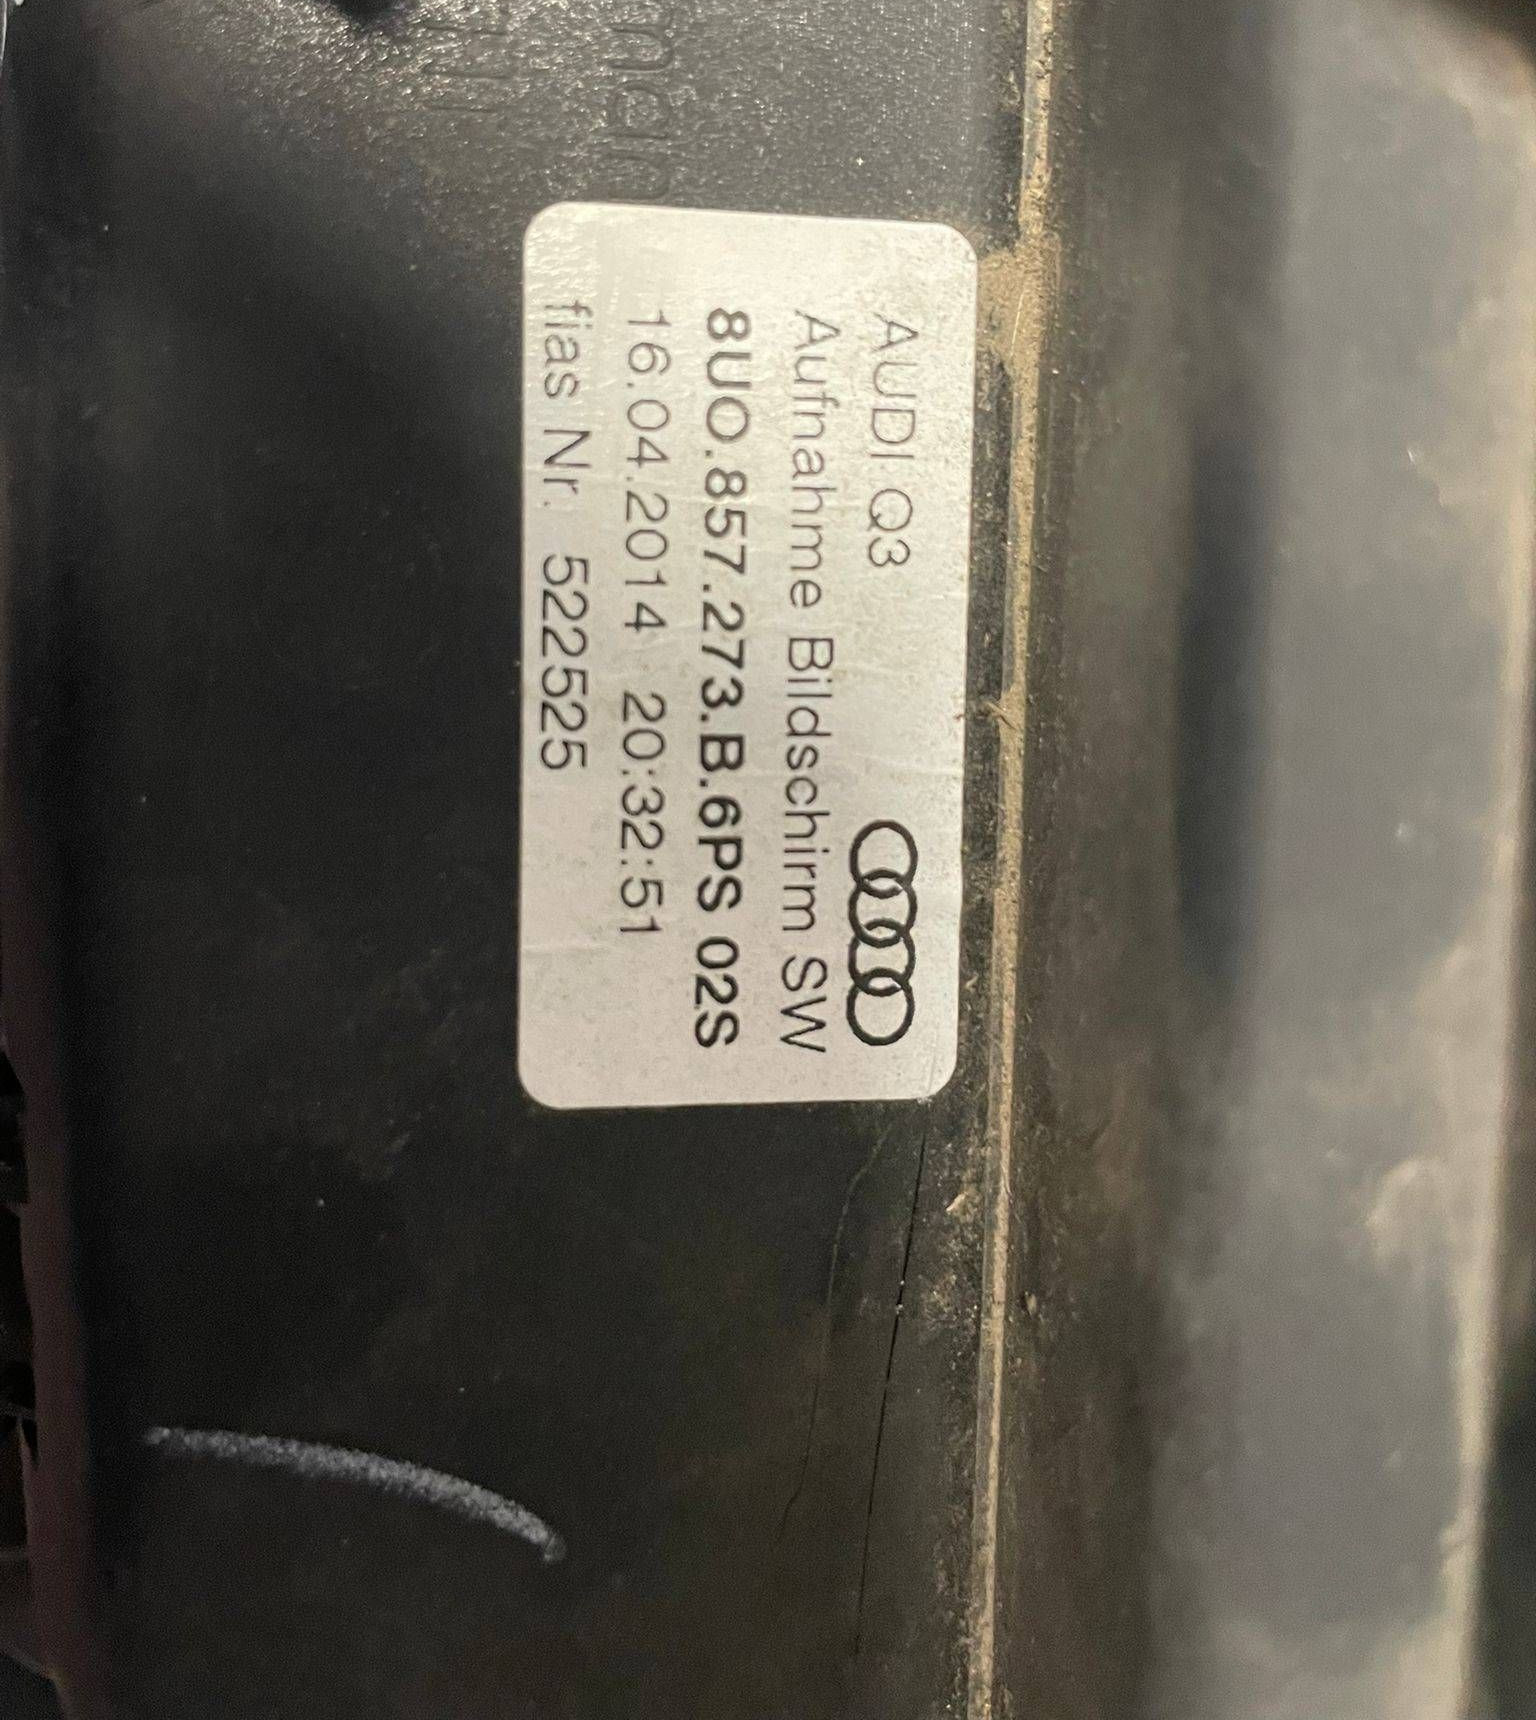 AUDI Q3
Aufnahme Bildschirm SW
8U0.857.273.B.6PS 02S
16.04.2014 20:32:51
fias Nr. 522525